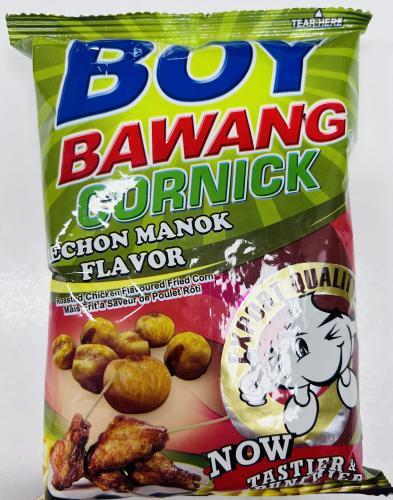 TEAR HERE
BOY
BAWANG
CORNICK
ECHON MANOK
FLAVOR
Roasted Chicken Flavoured Fried Corn
Maïs Frit à Saveur de Poulet Rôti
EXPORT QUALITY
NOW
TASTIER &
CRUNCHIER